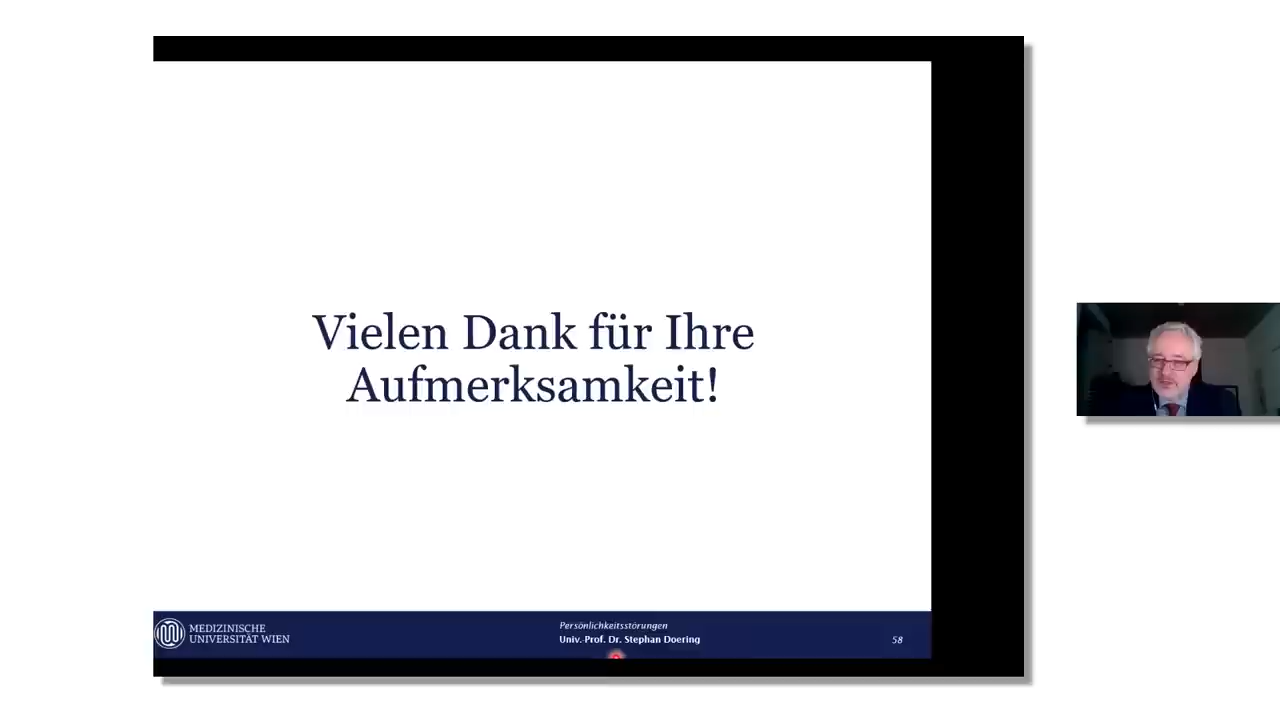 Vielen Dank für Ihre
Aufmerksamkeit!
MEDIZINISCHE
UNIVERSITÄT WIEN
Persönlichkeitsstörungen
Univ.-Prof. Dr. Stephan Doering
58